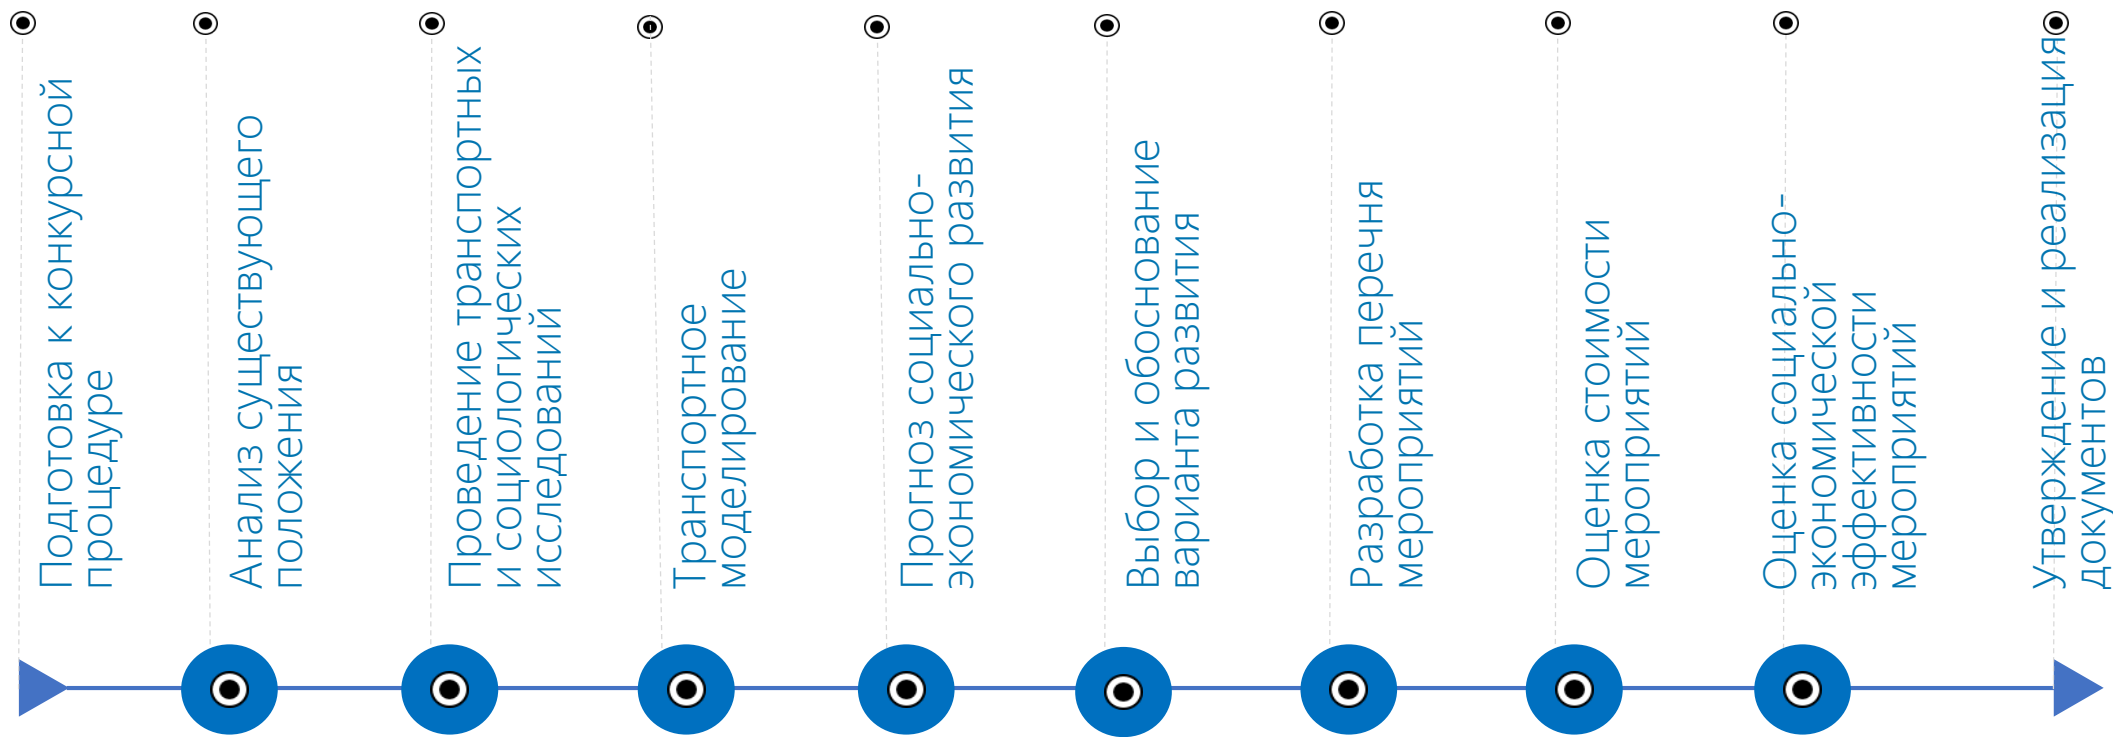 Подготовка к конкурсной
процедуре
Анализ существующего
положения
Проведение транспортных
и социологических
исследований
Транспортное
моделирование
Прогноз социально-
экономического развития
Выбор и обоснование
варианта развития
Разработка перечня
мероприятий
Оценка стоимости
мероприятий
Оценка социально-
экономической
эффективности
мероприятий
Утверждение и реализация
документов